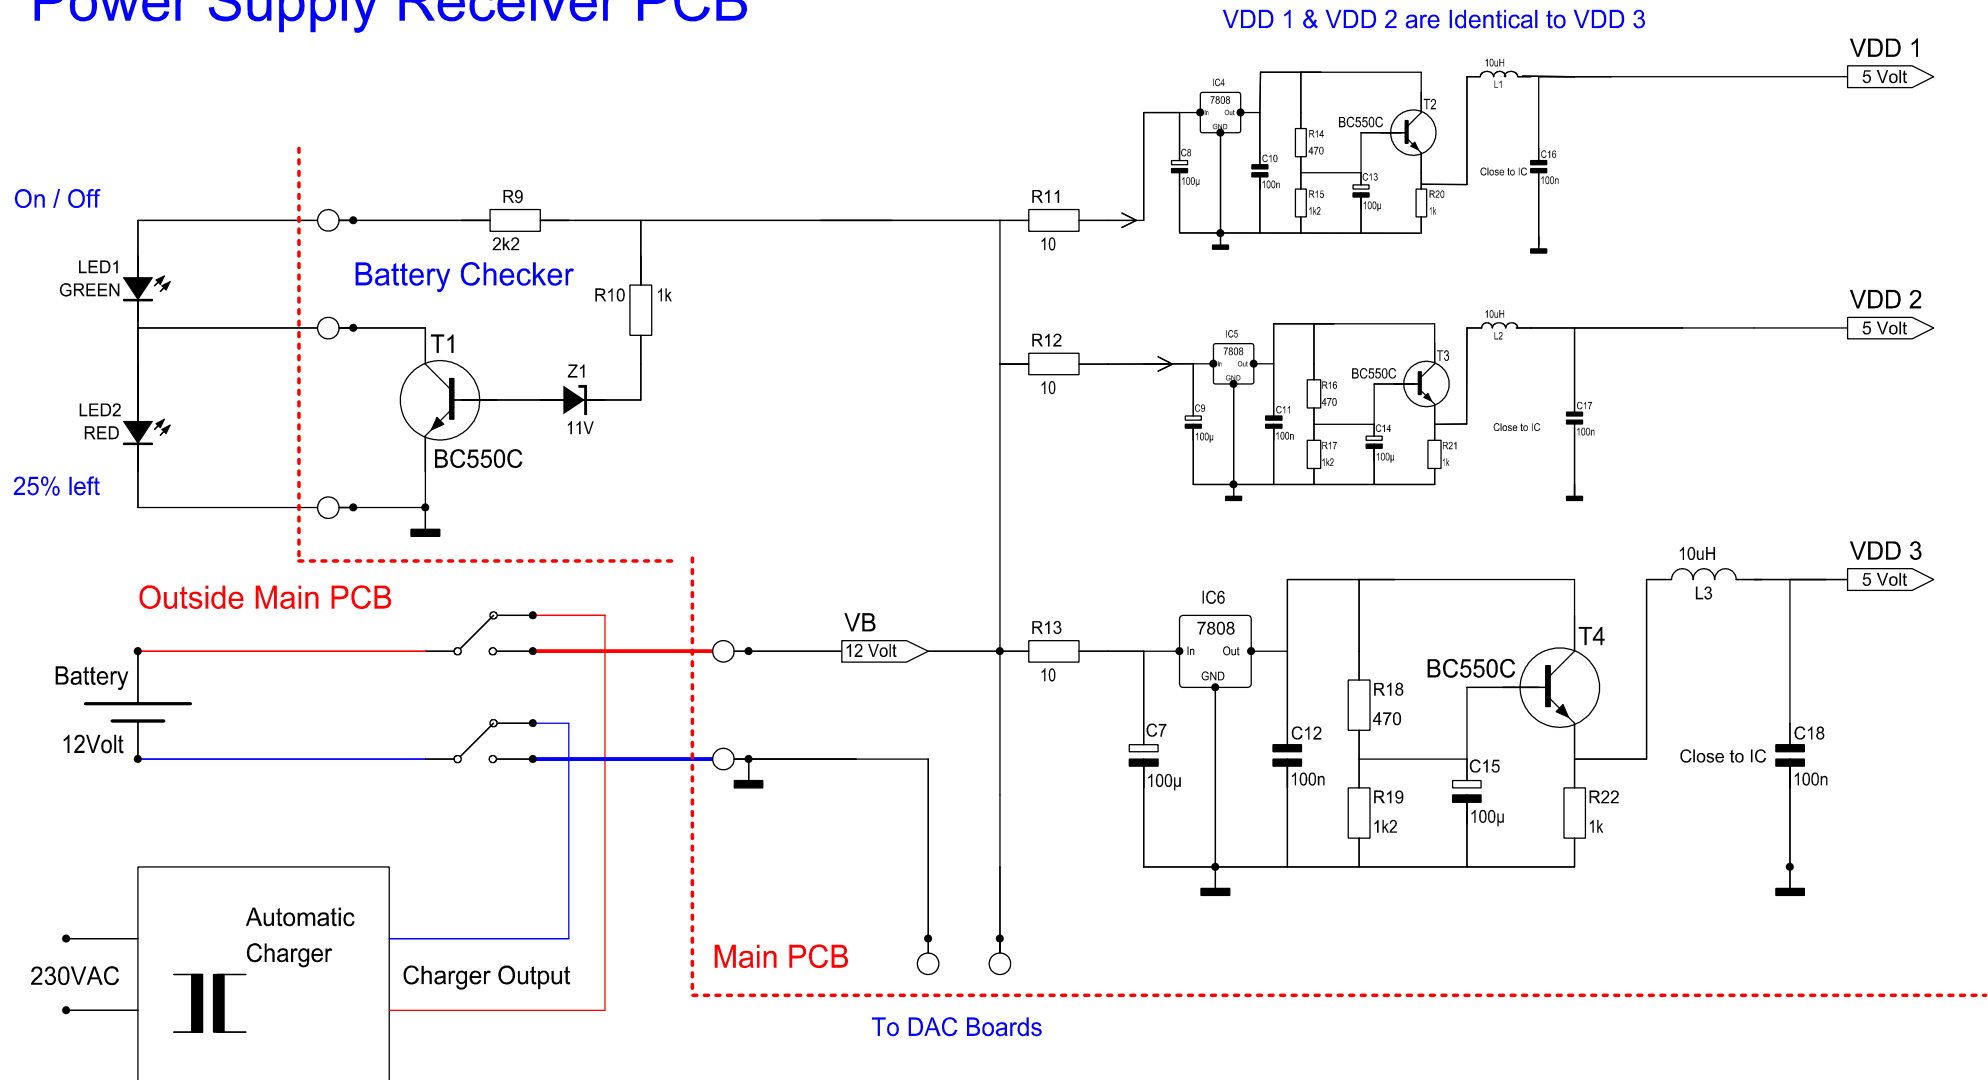 Power Supply Receiver PCB
VDD 1 & VDD 2 are Identical to VDD 3
VDD 1
5 Volt
10uH
L1
IC4
7808
In
Out
GND
T2
BC550C
R14
470
C8
100µ
C10
100n
R15
1k2
C13
100µ
R20
1k
Close to IC
C16
100n
On / Off
R9
2k2
R11
10
LED1
GREEN
Battery Checker
R10
1k
T1
Z1
11V
BC550C
LED2
RED
25% left
VDD 2
5 Volt
10uH
L2
R12
10
IC5
7808
In
Out
GND
T3
BC550C
R16
470
C9
100µ
C11
100n
R17
1k2
C14
100µ
R21
1k
Close to IC
C17
100n
Outside Main PCB
VDD 3
5 Volt
10uH
L3
Battery
12Volt
VB
12 Volt
R13
10
IC6
7808
In
Out
GND
T4
BC550C
R18
470
C7
100µ
C12
100n
R19
1k2
C15
100µ
R22
1k
Close to IC
C18
100n
Automatic
Charger
230VAC
Charger Output
Main PCB
To DAC Boards